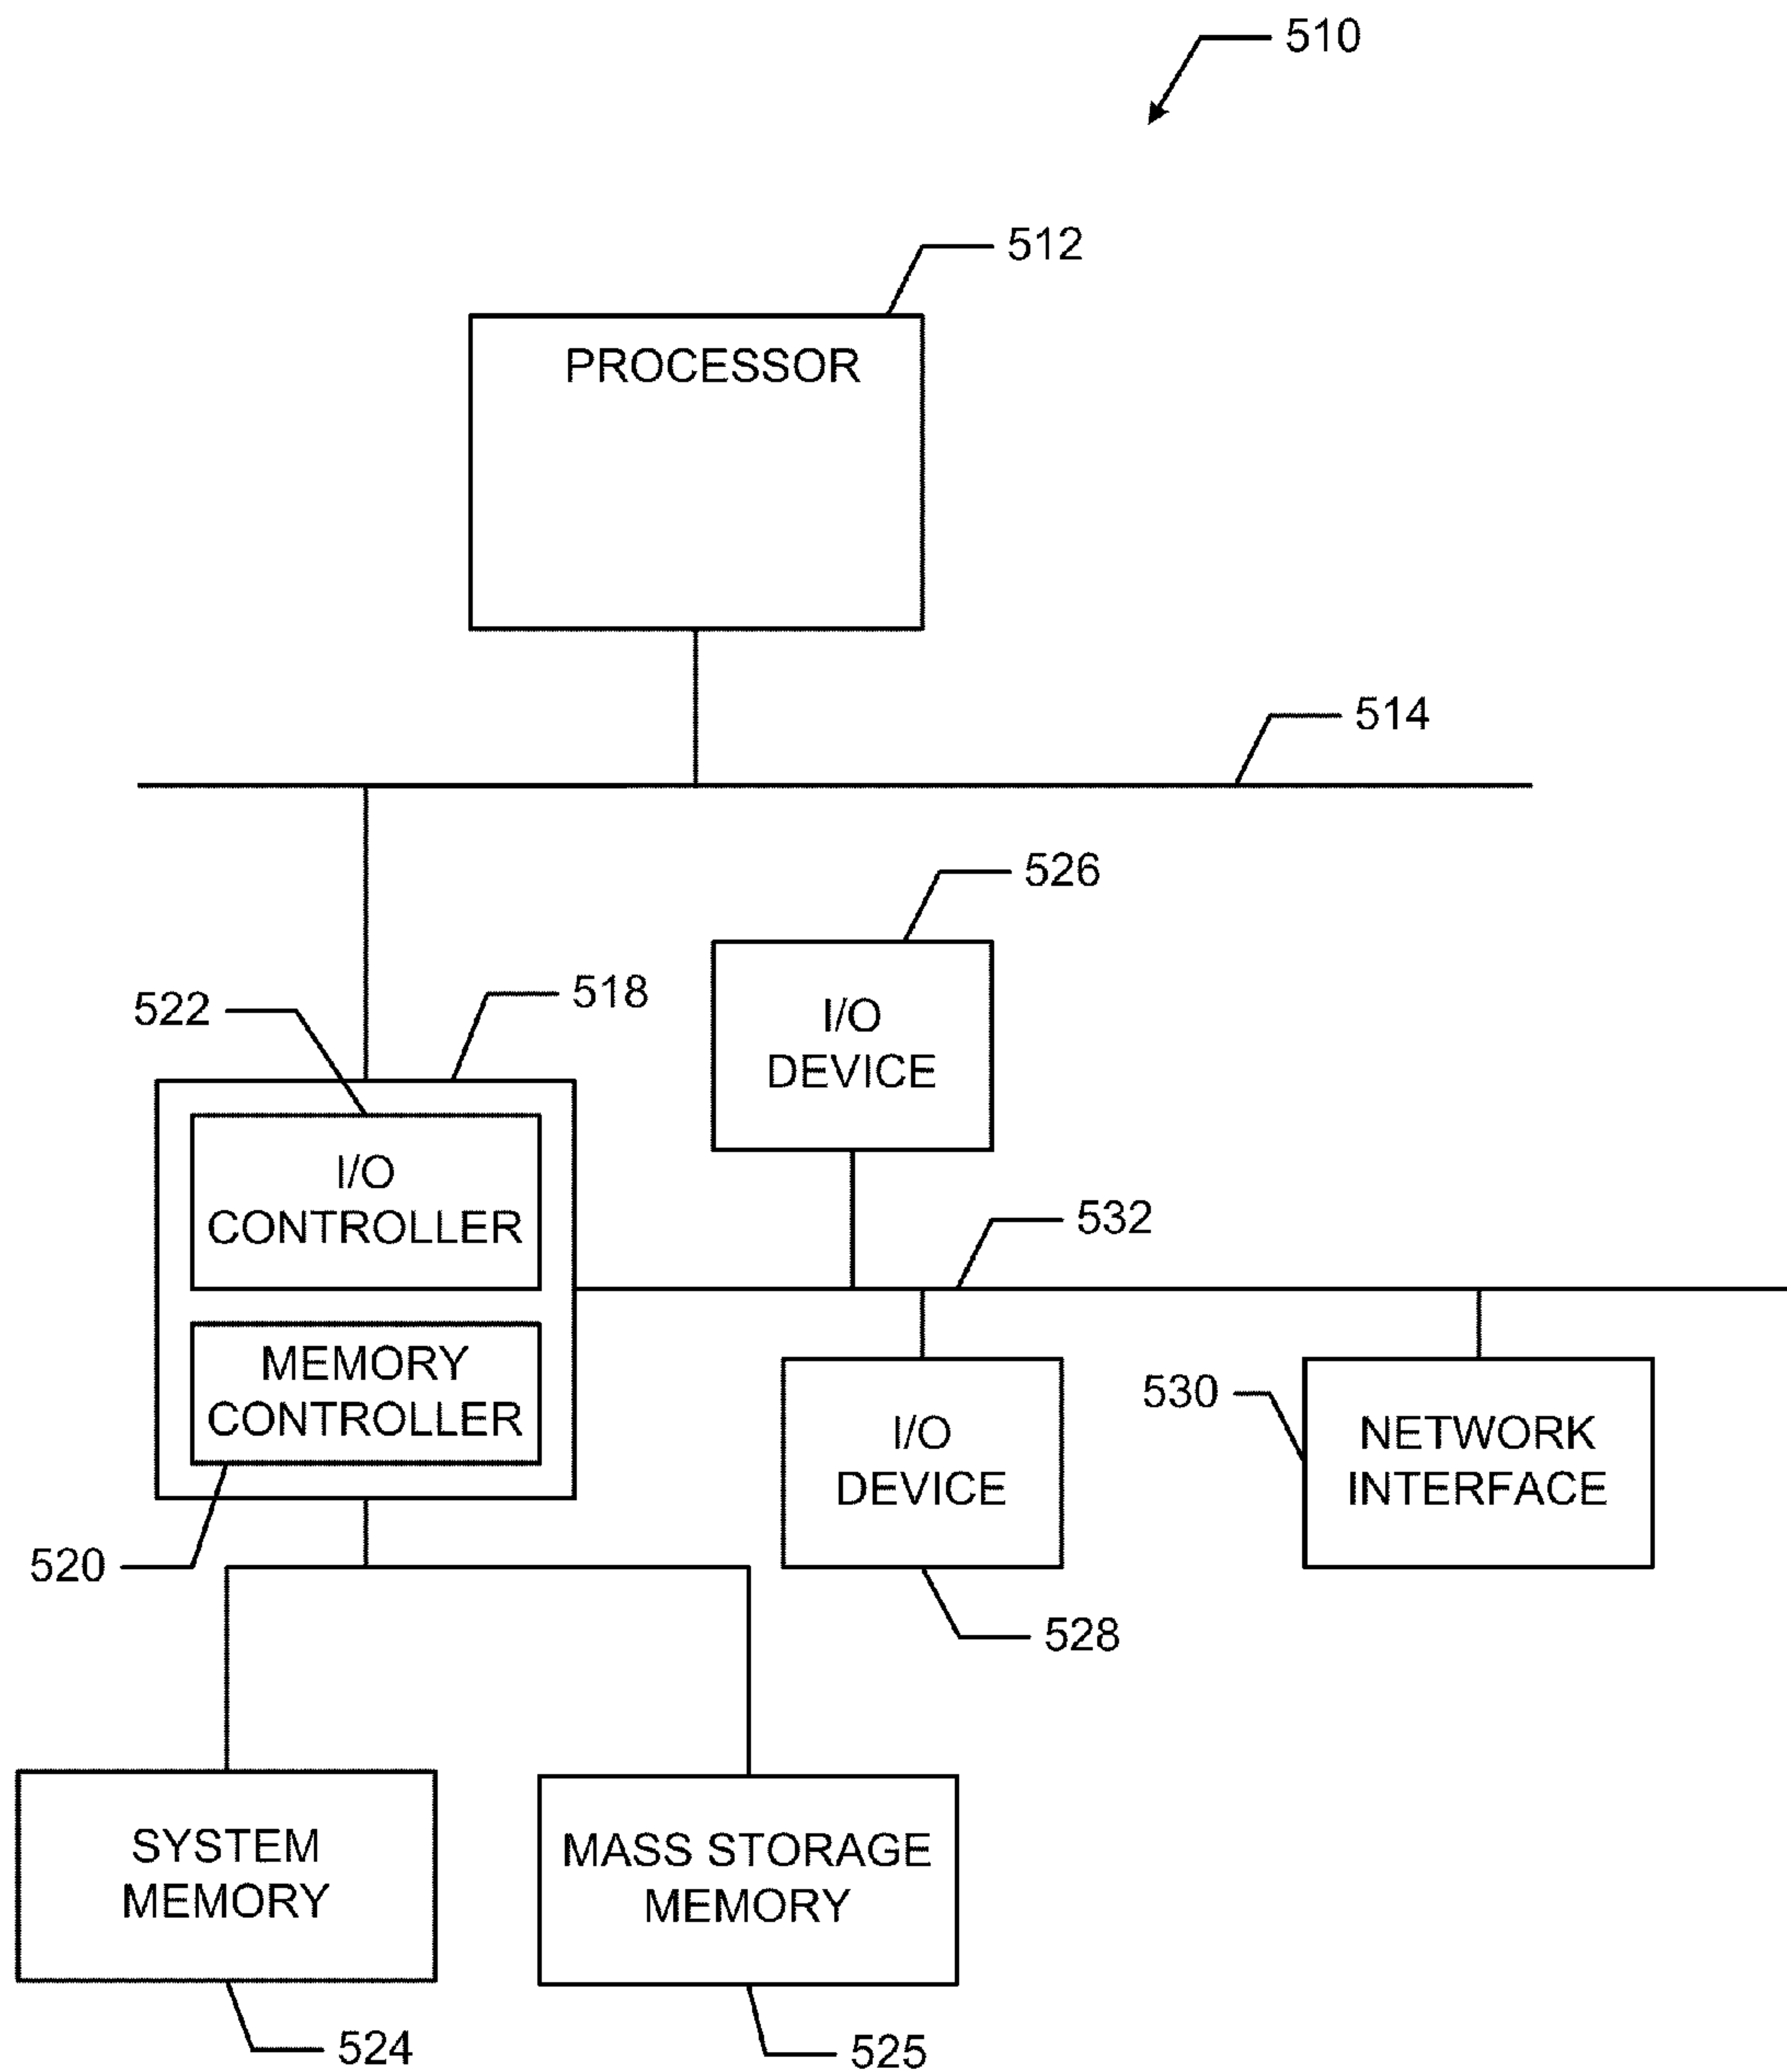 510
512
PROCESSOR
514
526
522
518
I/O
DEVICE
I/O
CONTROLLER
532
MEMORY
CONTROLLER
530
I/O
DEVICE
NETWORK
INTERFACE
520
528
SYSTEM
MEMORY
MASS STORAGE
MEMORY
524
525